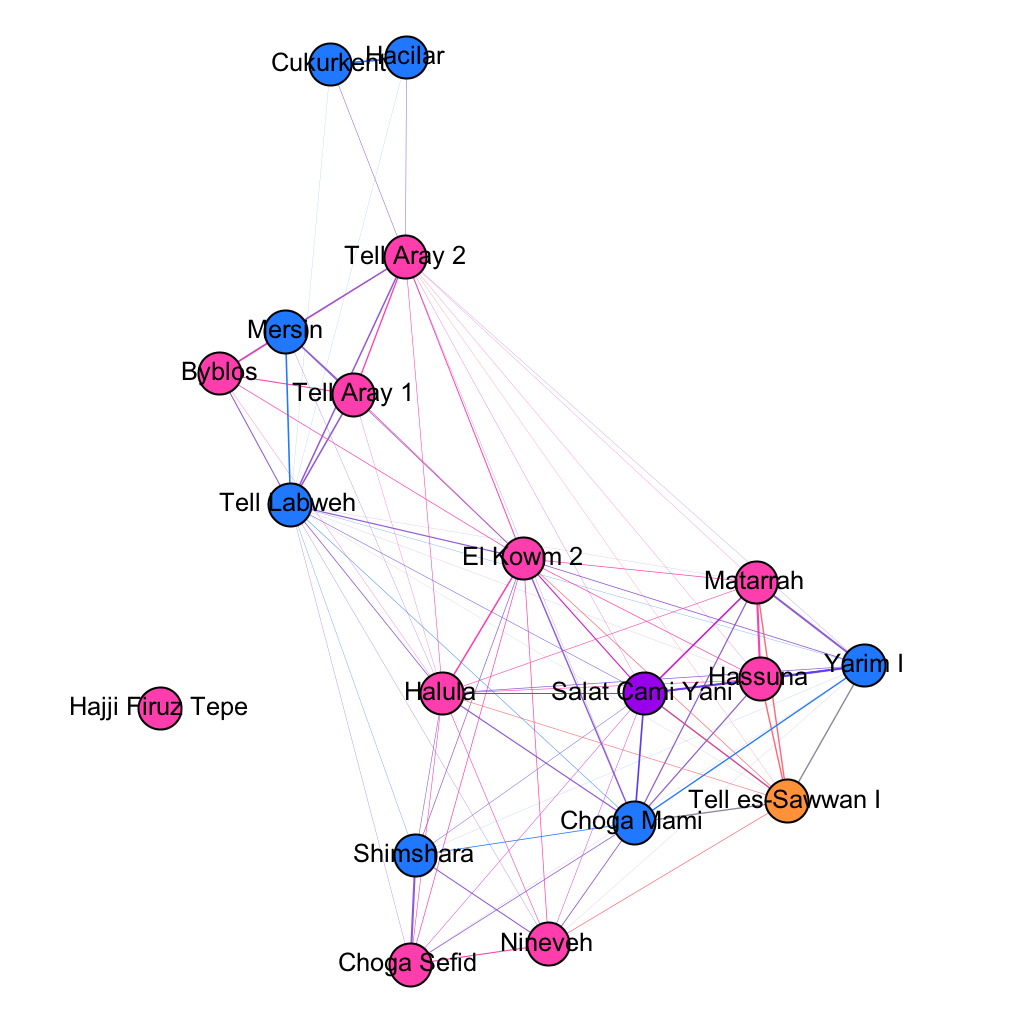 Cukurkent
Hacilar
Tell Aray 2
Mersin
Byblos
Tell Aray 1
Tell Labweh
El Kowm 2
Matarrah
Yarim I
Hassuna
Halula
Salat Cami Yani
Hajji Firuz Tepe
Tell es-Sawwan I
Choga Mami
Shimshara
Nineveh
Choga Sefid